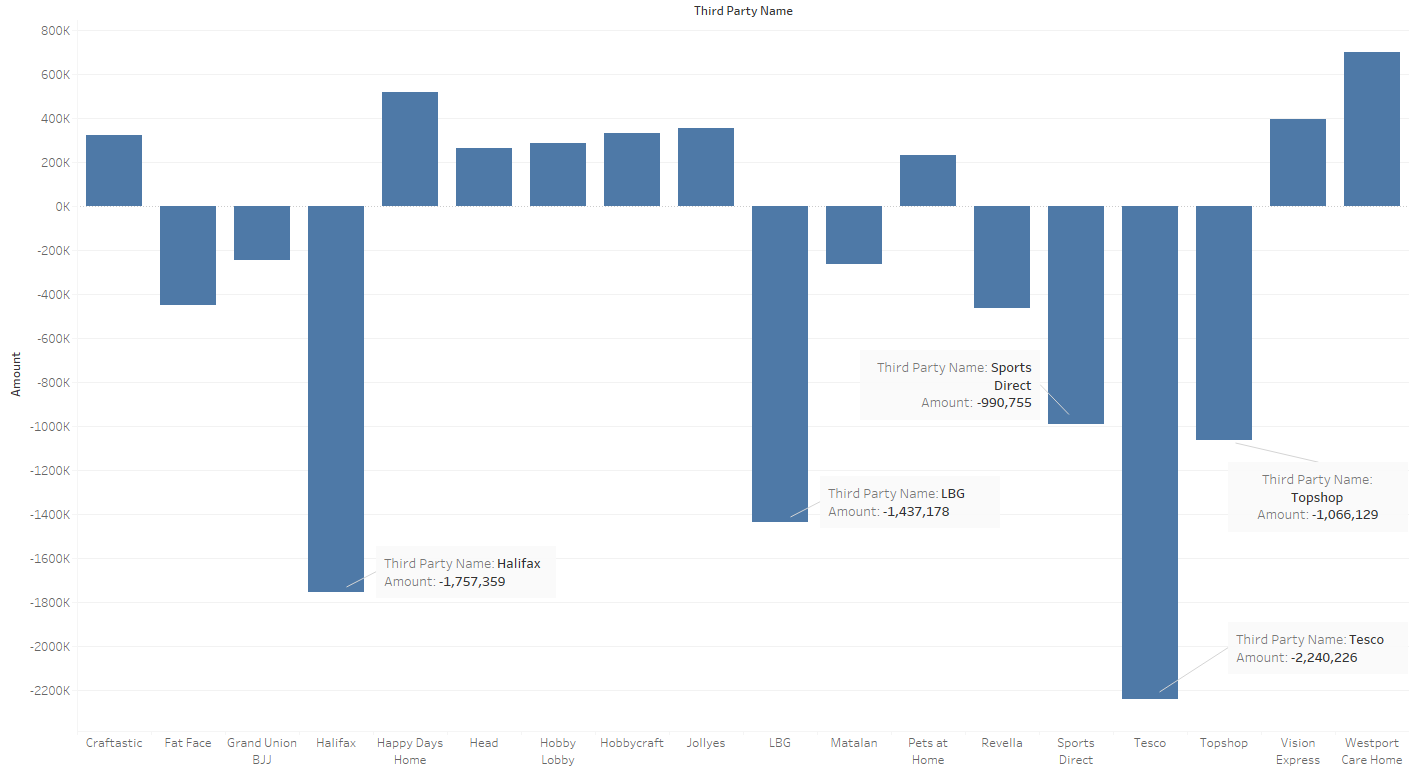 Third Party Name
Amount
800K
600K
400K
200K
0K
-200K
-400K
-600K
-800K
-1000K
-1200K
-1400K
-1600K
-1800K
-2000K
-2200K
Third Party Name: Sports
Direct
Amount: -990,755
Third Party Name: LBG
Amount: -1,437,178
Third Party Name:
Topshop
Amount: -1,066,129
Third Party Name: Halifax
Amount: -1,757,359
Third Party Name: Tesco
Amount: -2,240,226
Craftastic
Fat Face
Grand Union
BJJ
Halifax
Happy Days
Home
Head
Hobby
Lobby
Hobbycraft
Jollyes
LBG
Matalan
Pets at
Home
Revella
Sports
Direct
Tesco
Topshop
Vision
Express
Westport
Care Home